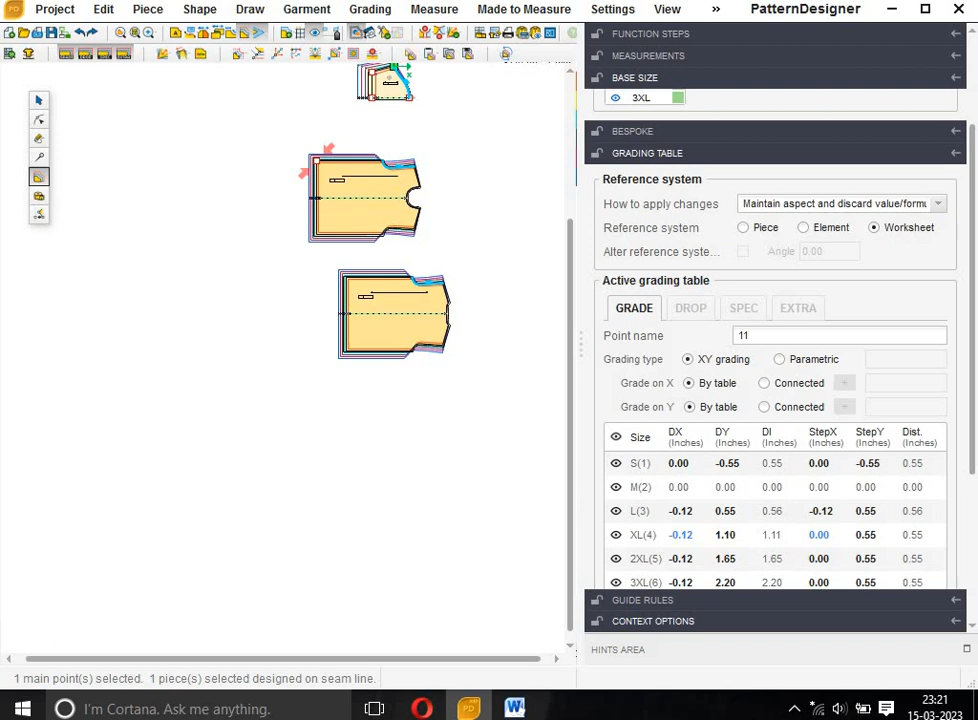 Project Edit Piece Shape Draw Garment Grading Measure Made to Measure Settings View » PatternDesigner
FUNCTION STEPS
MEASUREMENTS
BASE SIZE
3XL
BESPOKE
GRADING TABLE
Reference system
How to apply changes Maintain aspect and discard value/formu
Reference system Piece Element Worksheet
Alter reference syste... Angle 0.00
Active grading table
GRADE DROP SPEC EXTRA
Point name 11
Grading type XY grading Parametric
Grade on X By table Connected +
Grade on Y By table Connected +
Size DX (Inches) DY (Inches) DI (Inches) StepX (Inches) StepY (Inches) Dist. (Inches)
S(1) 0.00 -0.55 0.55 0.00 -0.55 0.55
M(2) 0.00 0.00 0.00 0.00 0.00 0.00
L(3) -0.12 0.55 0.56 -0.12 0.55 0.56
XL(4) -0.12 1.10 1.11 0.00 0.55 0.55
2XL(5) -0.12 1.65 1.65 0.00 0.55 0.55
3XL(6) -0.12 2.20 2.20 0.00 0.55 0.55
GUIDE RULES
CONTEXT OPTIONS
HINTS AREA
1 main point(s) selected. 1 piece(s) selected designed on seam line.
I'm Cortana. Ask me anything.
PD
W
23:21
15-03-2023